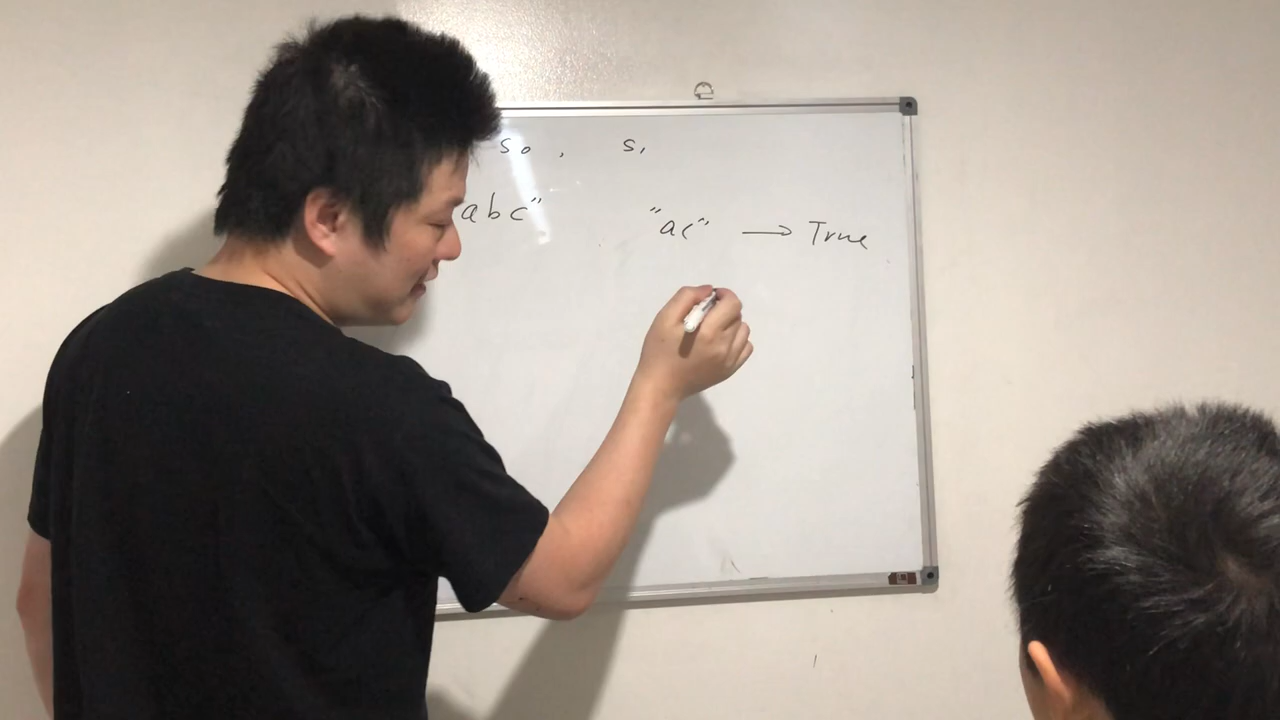 s0 , s1
abc" "ac" → True